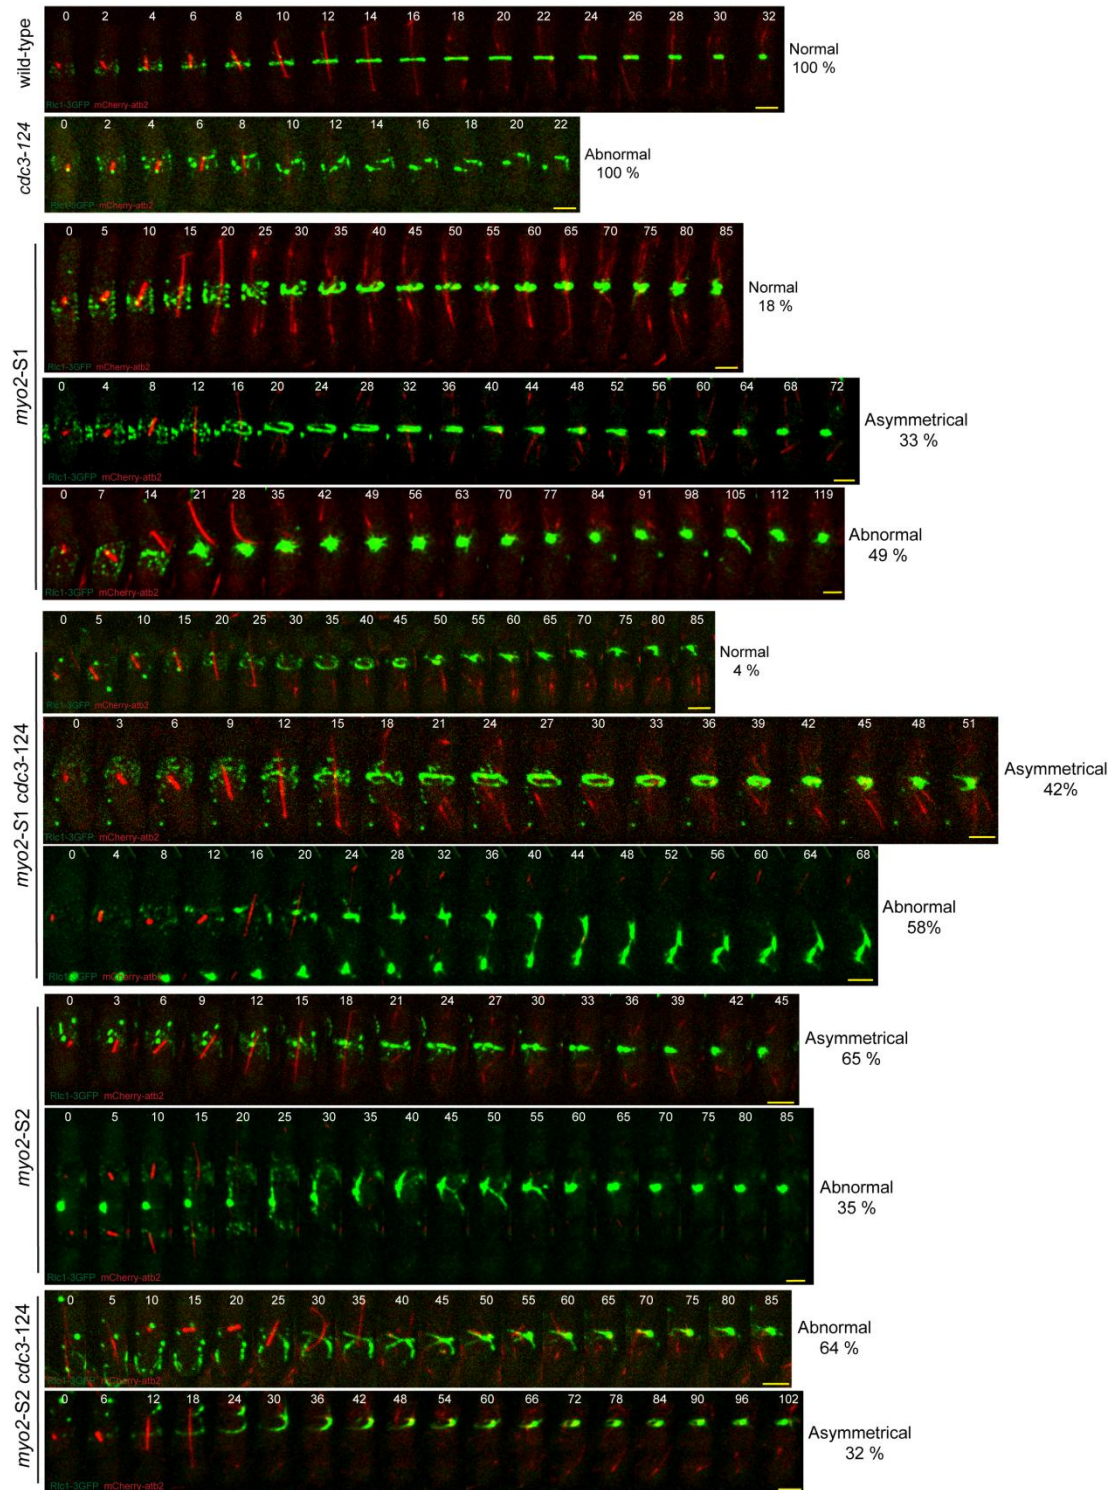 0 2 4 6 8 10 12 14 16 18 20 22 24 26 28 30 32
wild-type
Normal
100 %
Rlc1-3GFP mCherry-atb2
0 2 4 6 8 10 12 14 16 18 20 22
cdc3-124
Abnormal
100 %
Rlc1-3GFP mCherry-atb2
myo2-S1
0 5 10 15 20 25 30 35 40 45 50 55 60 65 70 75 80 85
Normal
18 %
Rlc1-3GFP mCherry-atb2
0 4 8 12 16 20 24 28 32 36 40 44 48 52 56 60 64 68 72
Asymmetrical
33 %
Rlc1-3GFP mCherry-atb2
0 7 14 21 28 35 42 49 56 63 70 77 84 91 98 105 112 119
Abnormal
49 %
Rlc1-3GFP mCherry-atb2
myo2-S1 cdc3-124
0 5 10 15 20 25 30 35 40 45 50 55 60 65 70 75 80 85
Normal
4 %
Rlc1-3GFP mCherry-atb2
0 3 6 9 12 15 18 21 24 27 30 33 36 39 42 45 48 51
Asymmetrical
42%
Rlc1-3GFP mCherry-atb2
0 4 8 12 16 20 24 28 32 36 40 44 48 52 56 60 64 68
Abnormal
58%
Rlc1-3GFP mCherry-atb2
myo2-S2
0 3 6 9 12 15 18 21 24 27 30 33 36 39 42 45
Asymmetrical
65 %
Rlc1-3GFP mCherry-atb2
0 5 10 15 20 25 30 35 40 45 50 55 60 65 70 75 80 85
Abnormal
35 %
Rlc1-3GFP mCherry-atb2
myo2-S2 cdc3-124
0 5 10 15 20 25 30 35 40 45 50 55 60 65 70 75 80 85
Abnormal
64 %
Rlc1-3GFP mCherry-atb2
0 6 12 18 24 30 36 42 48 54 60 66 72 78 84 90 96 102
Asymmetrical
32 %
Rlc1-3GFP mCherry-atb2